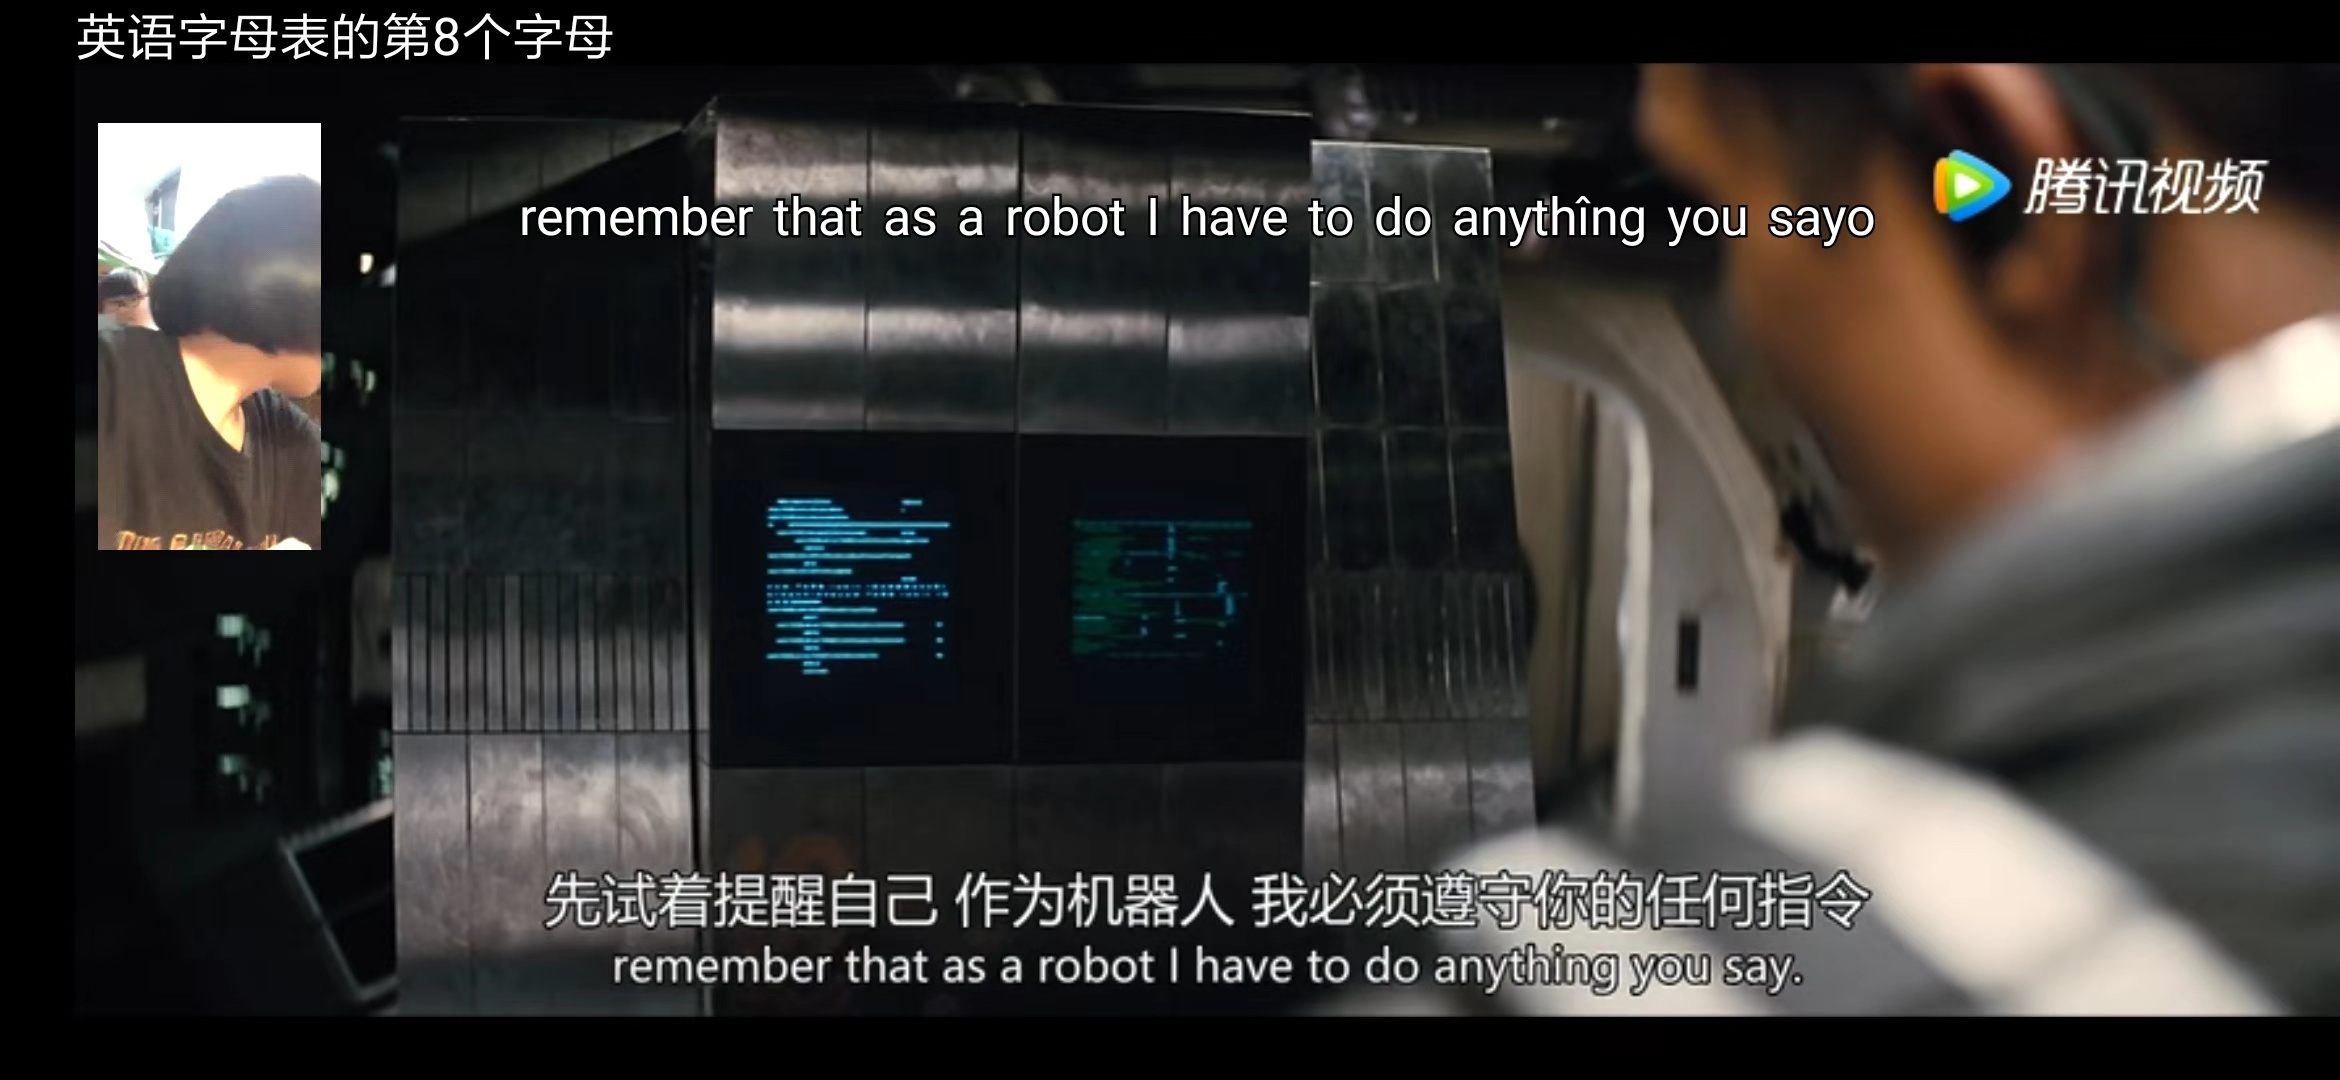 英语字母表的第8个字母
腾讯视频
remember that as a robot I have to do anythîng you sayo
先试着提醒自己 作为机器人 我必须遵守你的任何指令
remember that as a robot I have to do anything you say.